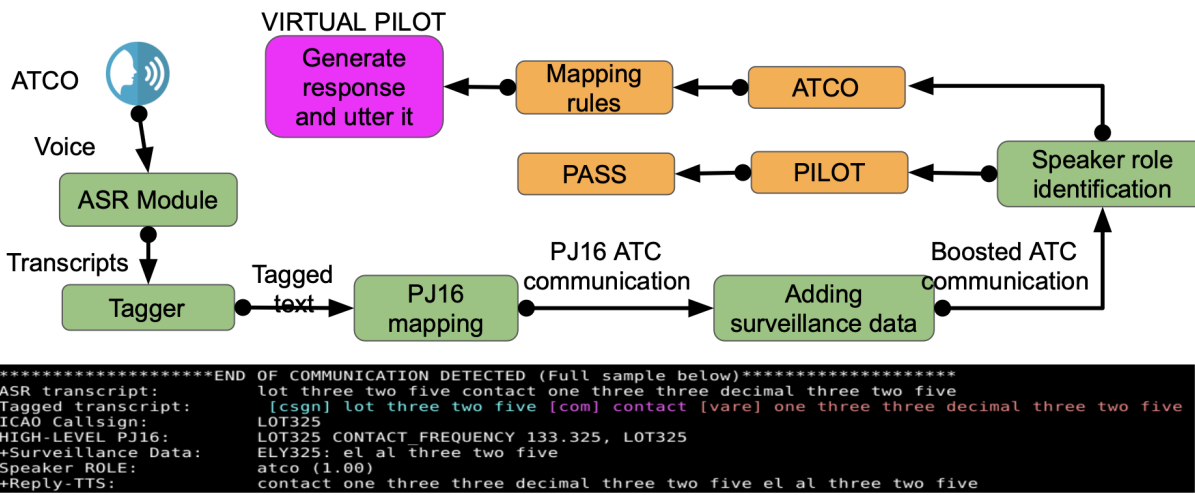 VIRTUAL PILOT
ATCO
Generate
response
and utter it
Mapping
rules
ATCO
Voice
PASS
PILOT
Speaker role
identification
ASR Module
Transcripts
Tagger
Tagged
text
PJ16
mapping
PJ16 ATC
communication
Adding
surveillance data
Boosted ATC
communication
********************END OF COMMUNICATION DETECTED (Full sample below)********************
ASR transcript: lot three two five contact one three three decimal three two five
Tagged transcript: [csgn] lot three two five [com] contact [vare] one three three decimal three two five
ICAO Callsign: LOT325
HIGH-LEVEL PJ16: LOT325 CONTACT_FREQUENCY 133.325, LOT325
+Surveillance Data: ELY325: el al three two five
Speaker ROLE: atco (1.00)
+Reply-TTS: contact one three three decimal three two five el al three two five